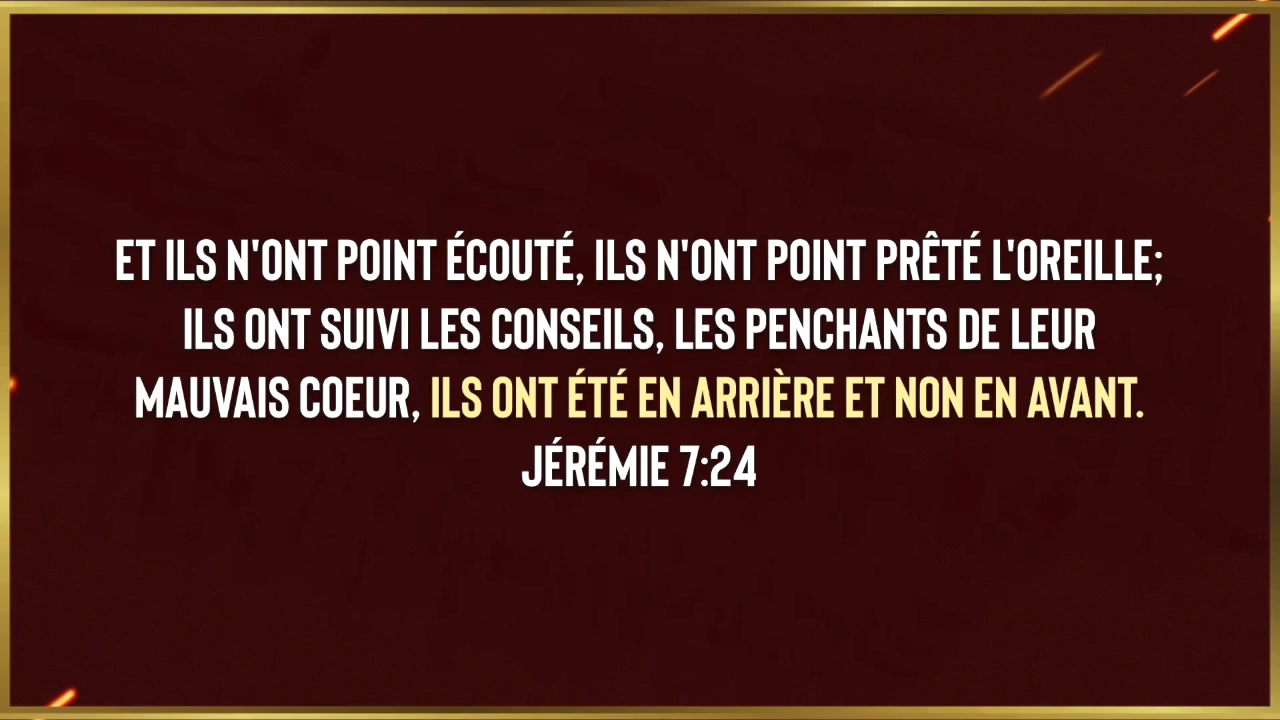 ET ILS N'ONT POINT ÉCOUTÉ, ILS N'ONT POINT PRÊTÉ L'OREILLE;
ILS ONT SUIVI LES CONSEILS, LES PENCHANTS DE LEUR
MAUVAIS COEUR, ILS ONT ÉTÉ EN ARRIÈRE ET NON EN AVANT.
JÉRÉMIE 7:24